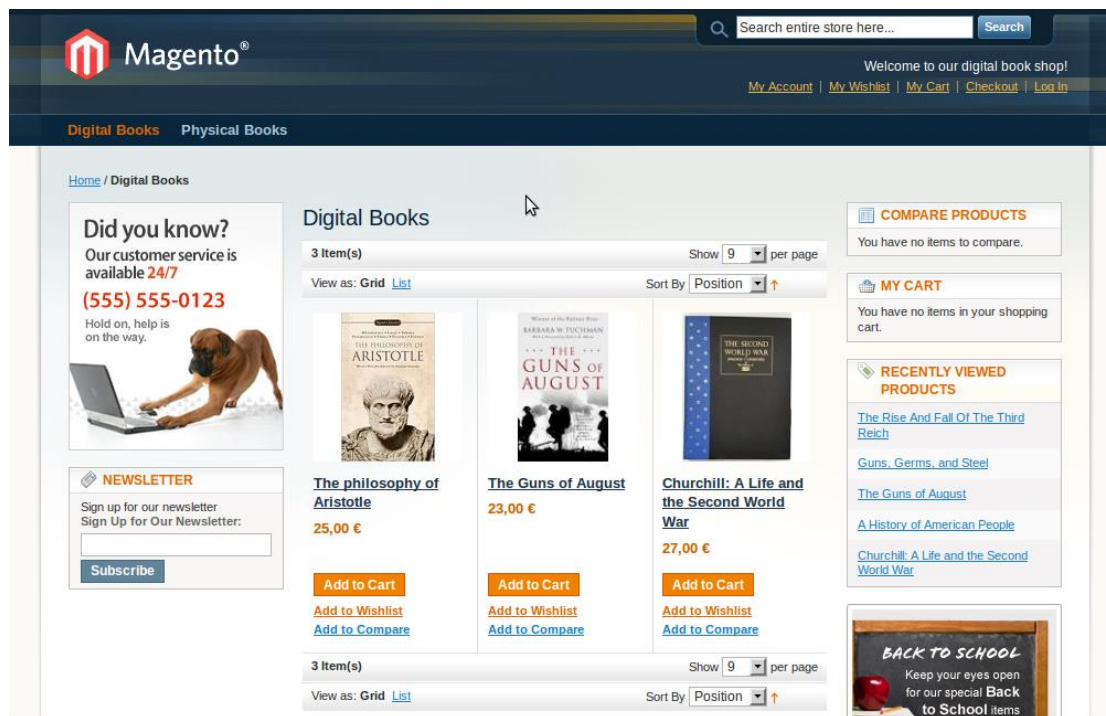 Search entire store here...
Search
Magento®
Welcome to our digital book shop!
My Account | My Wishlist | My Cart | Checkout | Log In
Digital Books Physical Books
Home / Digital Books
Did you know?
Our customer service is
available 24/7
(555) 555-0123
Hold on, help is
on the way.
NEWSLETTER
Sign up for our newsletter
Sign Up for Our Newsletter:
Subscribe
Digital Books
3 Item(s)
Show 9 per page
View as: Grid List
Sort By Position
THE PHILOSOPHY OF
ARISTOTLE
BARBARA W. TUCHMAN
THE
GUNS OF
AUGUST
THE SECOND
WORLD WAR
The philosophy of
Aristotle
25,00 €
Add to Cart
Add to Wishlist
Add to Compare
The Guns of August
23,00 €
Add to Cart
Add to Wishlist
Add to Compare
Churchill: A Life and
the Second World
War
27,00 €
Add to Cart
Add to Wishlist
Add to Compare
3 Item(s)
Show 9 per page
View as: Grid List
Sort By Position
COMPARE PRODUCTS
You have no items to compare.
MY CART
You have no items in your shopping
cart.
RECENTLY VIEWED
PRODUCTS
The Rise And Fall Of The Third
Reich
Guns, Germs, and Steel
The Guns of August
A History of American People
Churchill: A Life and the Second
World War
BACK TO SCHOOL
Keep your eyes open
for our special Back
to School items